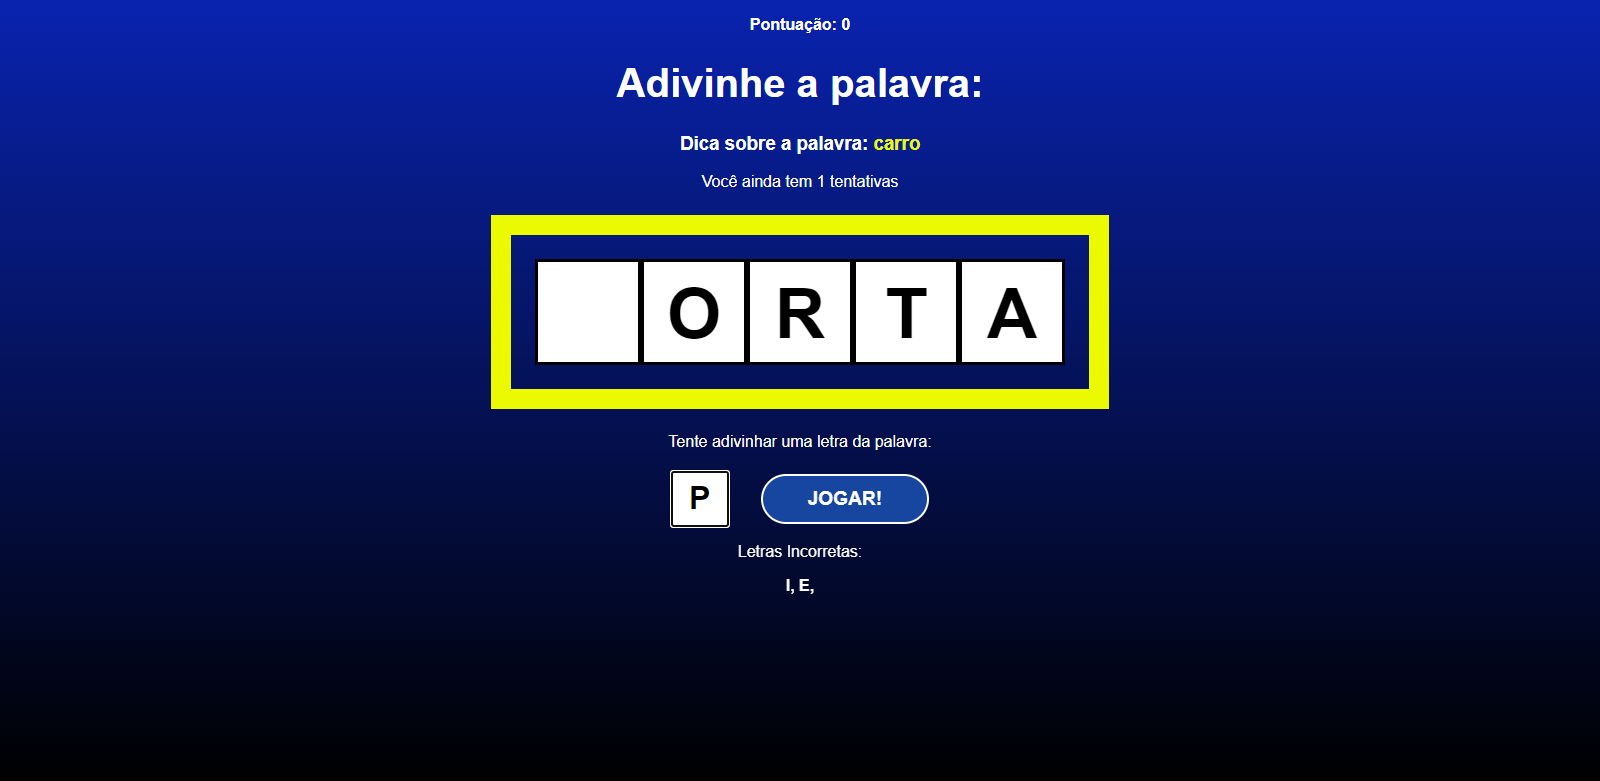 Pontuação: 0
Adivinhe a palavra:
Dica sobre a palavra: carro
Você ainda tem 1 tentativas
O R T A
Tente adivinhar uma letra da palavra:
P JOGAR!
Letras Incorretas:
I, E,